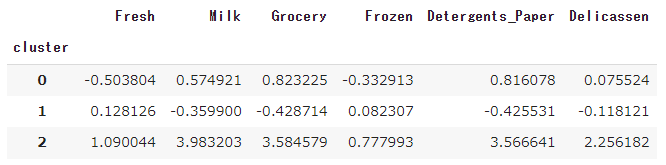 Fresh Milk Grocery Frozen Detergents_Paper Delicassen
cluster
0 -0.503804 0.574921 0.823225 -0.332913 0.816078 0.075524
1 0.128126 -0.359900 -0.428714 0.082307 -0.425531 -0.118121
2 1.090044 3.983203 3.584579 0.777993 3.566641 2.256182